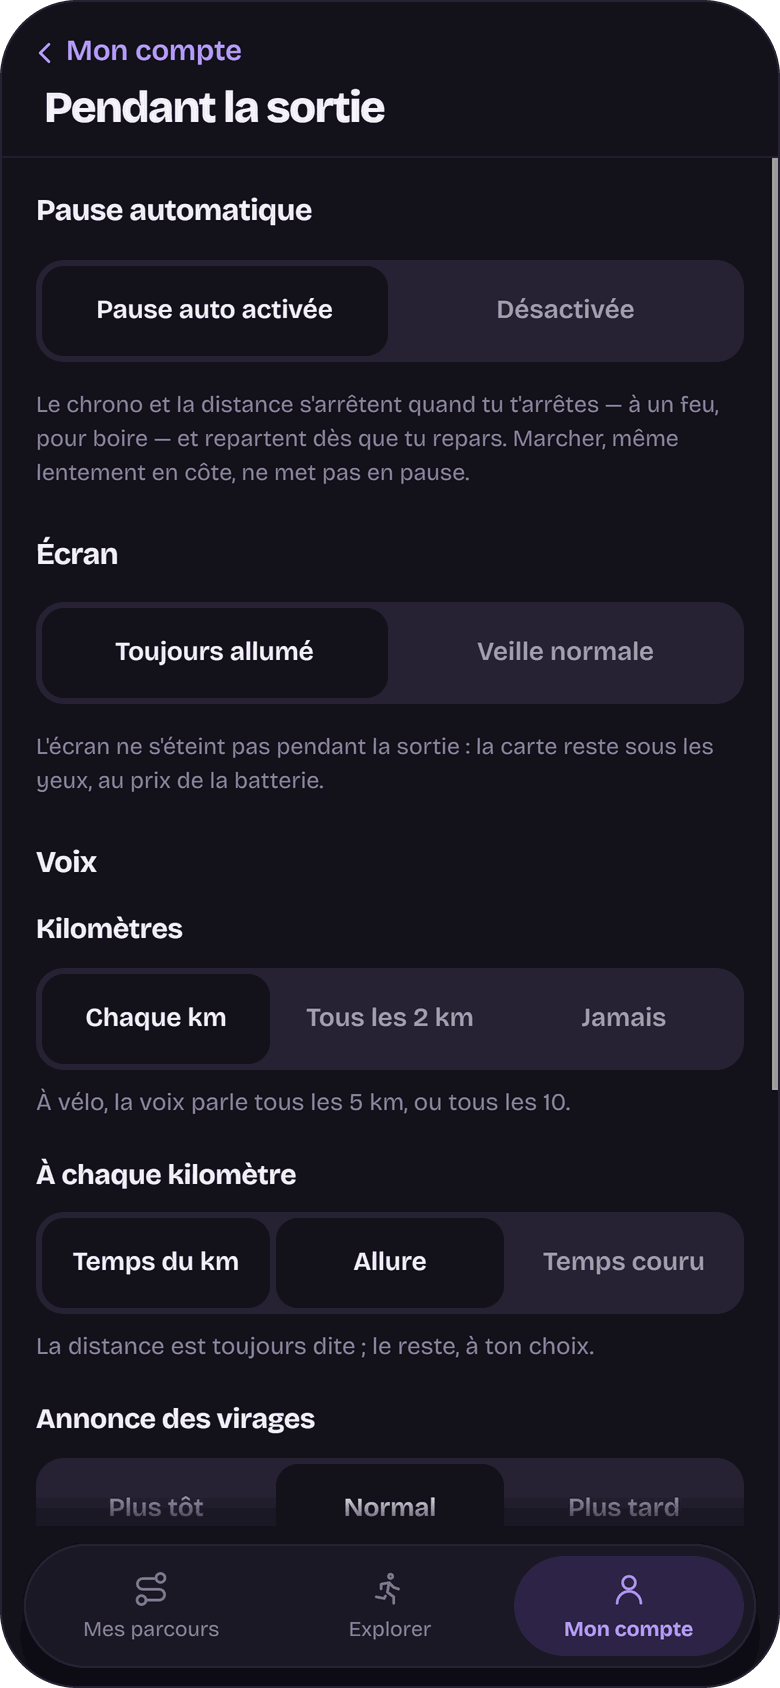 Mon compte
Pendant la sortie
Pause automatique
Pause auto activée
Désactivée
Le chrono et la distance s'arrêtent quand tu t'arrêtes — à un feu,
pour boire — et repartent dès que tu repars. Marcher, même
lentement en côte, ne met pas en pause.
Écran
Toujours allumé
Veille normale
L'écran ne s'éteint pas pendant la sortie : la carte reste sous les
yeux, au prix de la batterie.
Voix
Kilomètres
Chaque km
Tous les 2 km
Jamais
À vélo, la voix parle tous les 5 km, ou tous les 10.
À chaque kilomètre
Temps du km
Allure
Temps couru
La distance est toujours dite ; le reste, à ton choix.
Annonce des virages
Plus tôt
Normal
Plus tard
Mes parcours
Explorer
Mon compte